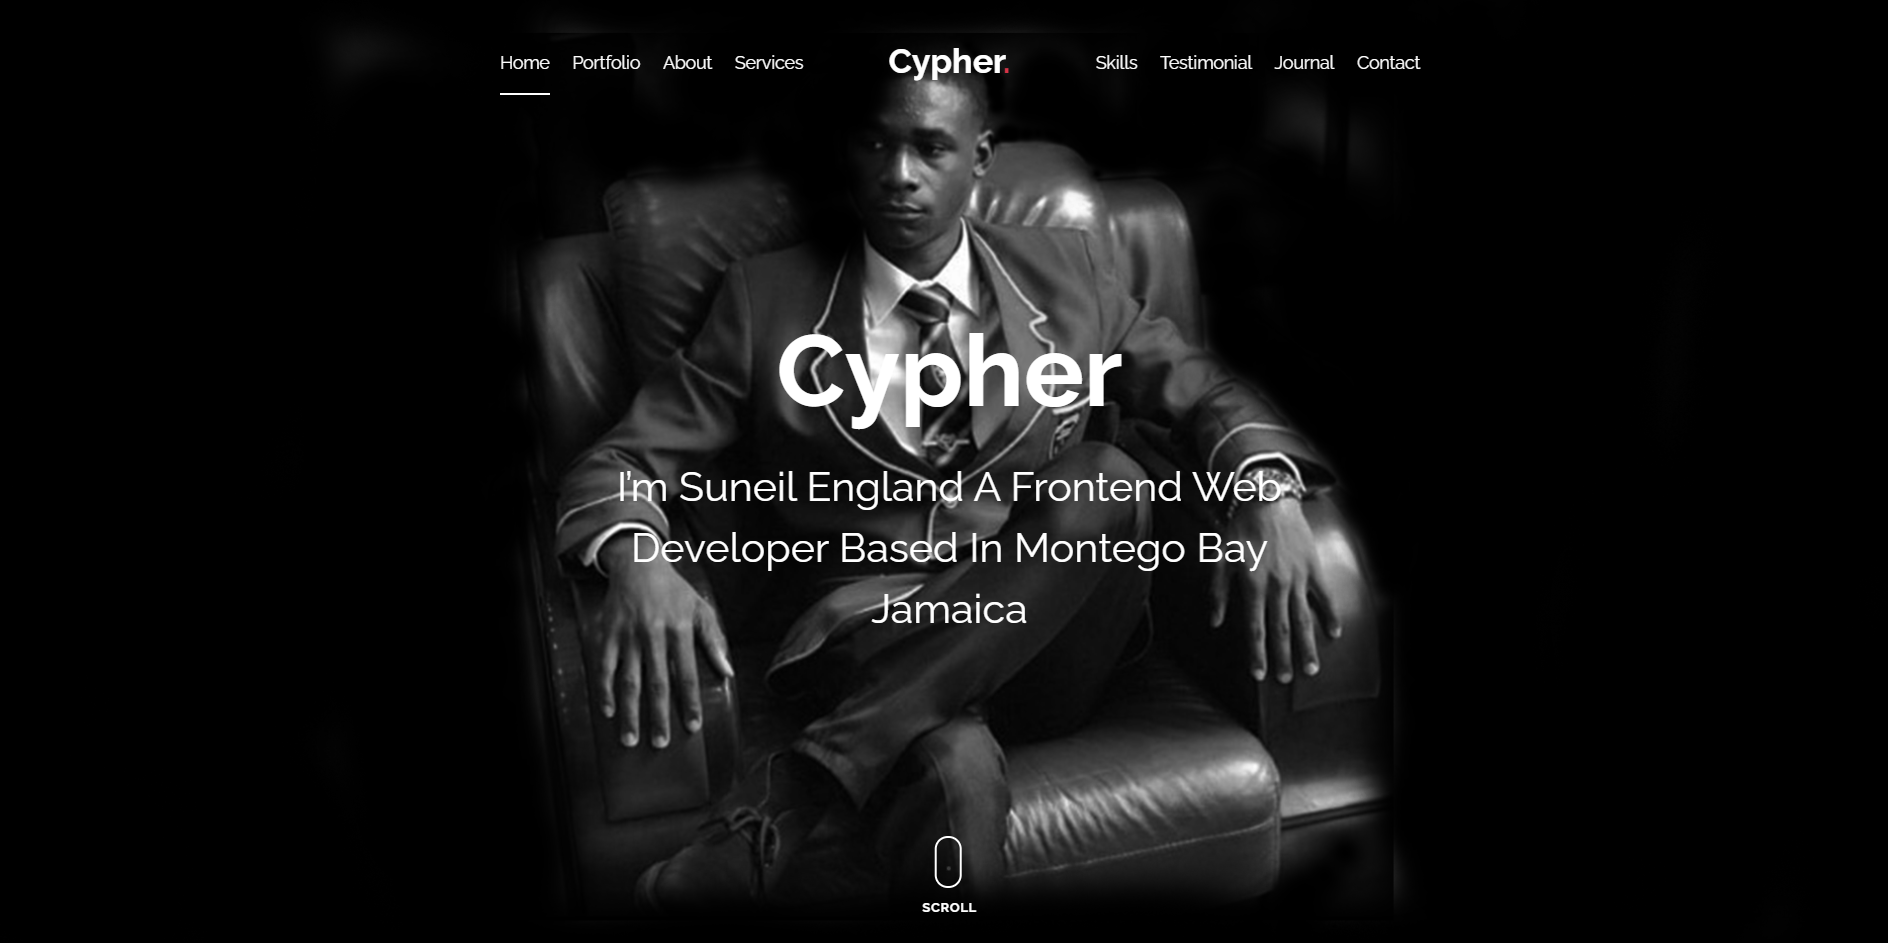 Home Portfolio About Services Cypher. Skills Testimonial Journal Contact
Cypher
I'm Suneil England A Frontend Web
Developer Based In Montego Bay
Jamaica
SCROLL